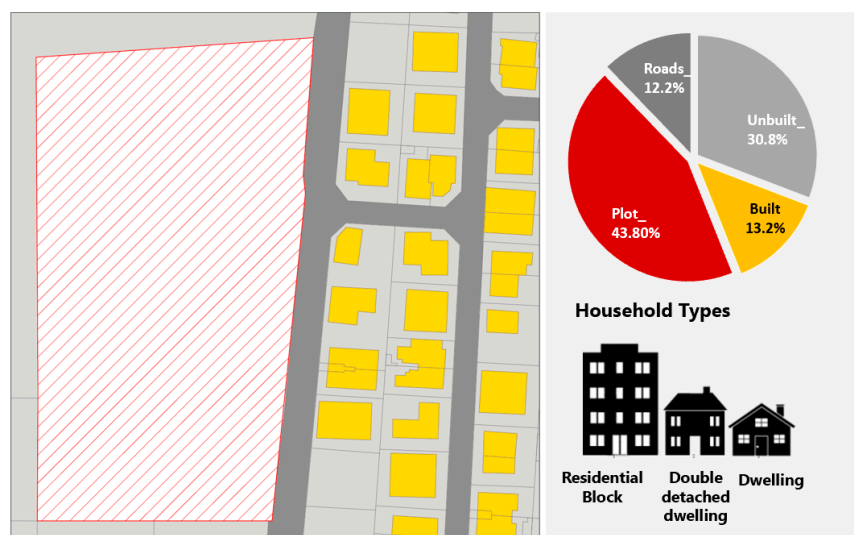 Roads_
12.2%
Unbuilt_
30.8%
Plot_
43.80%
Built
13.2%
Household Types
Residential
Block
Double
detached
dwelling
Dwelling